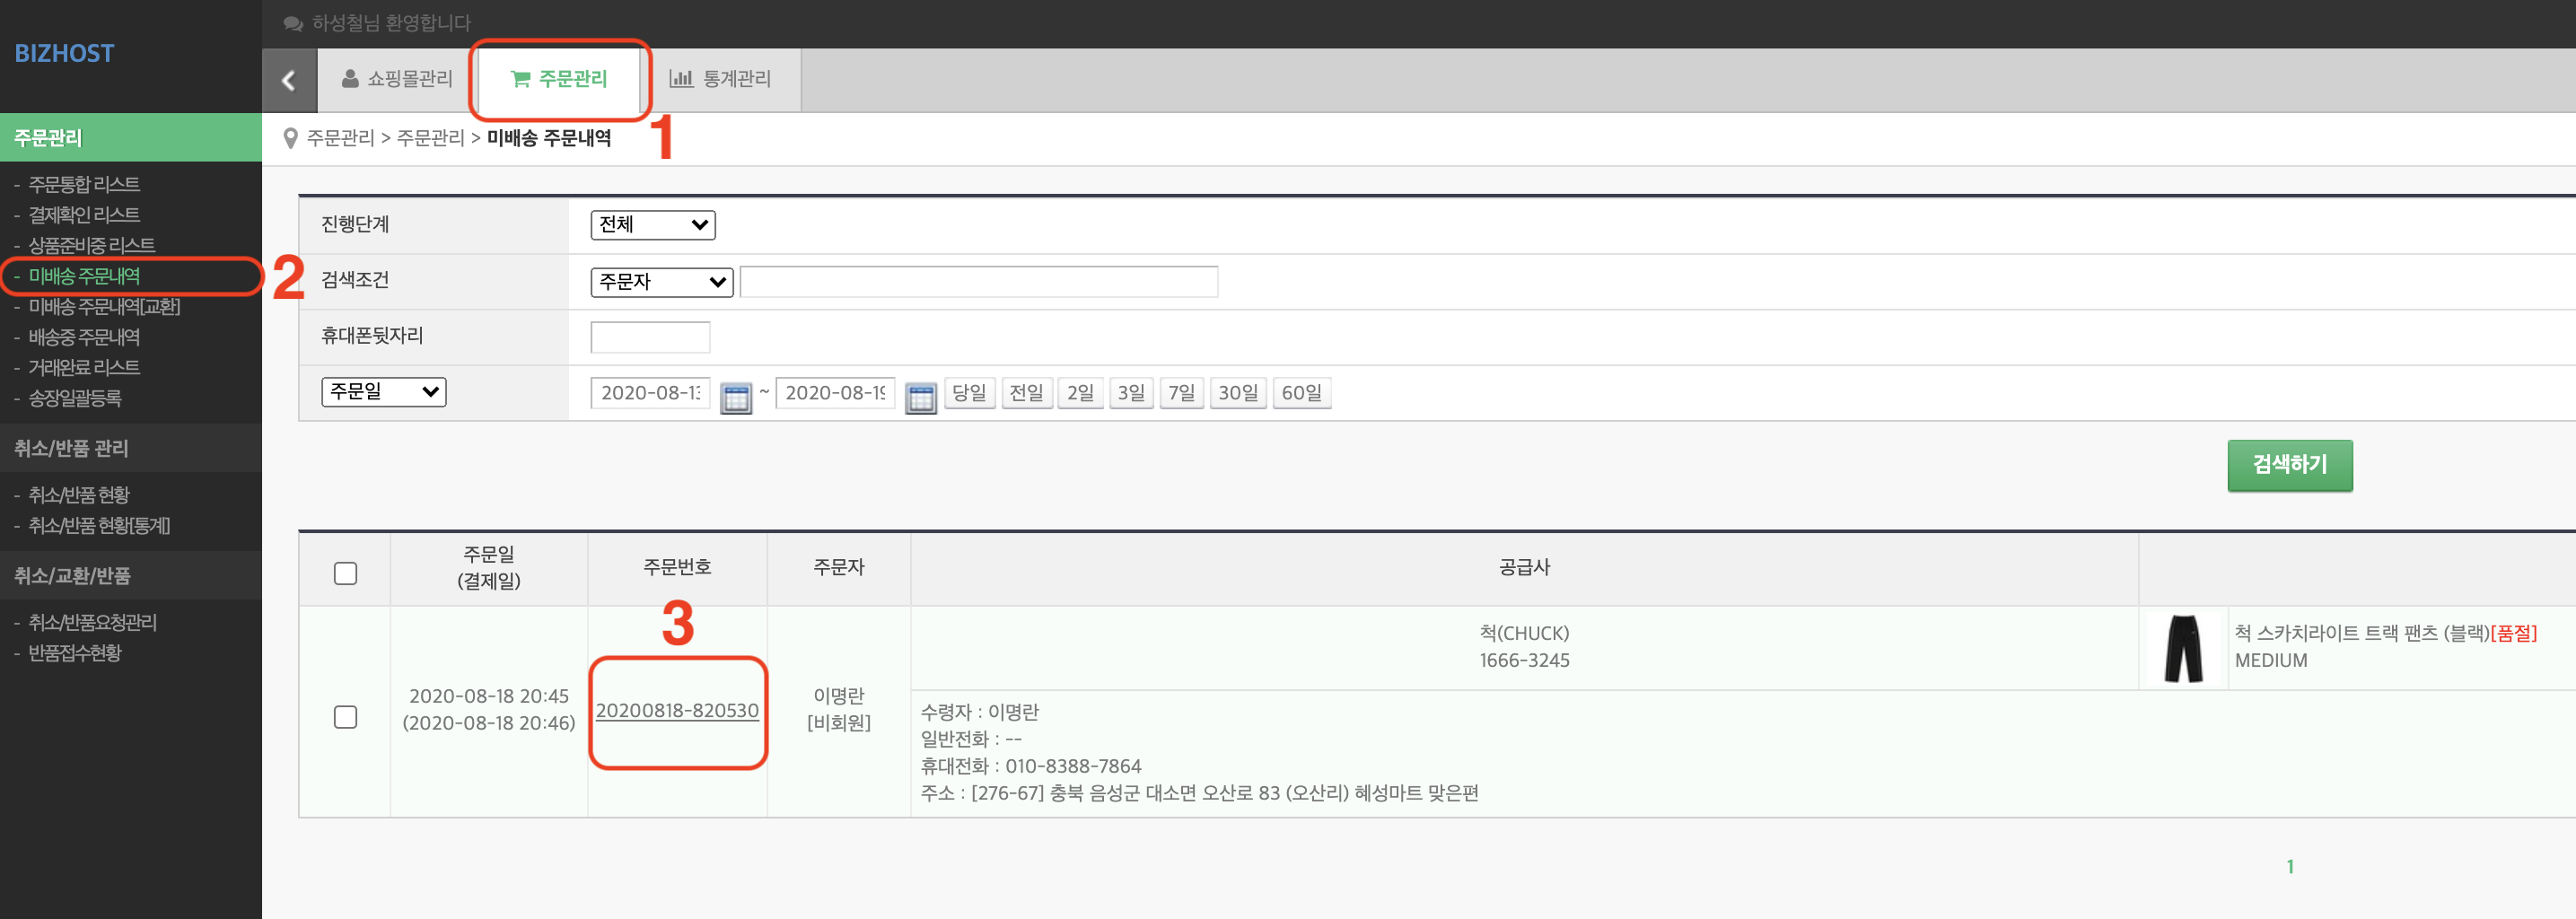 하성철님 환영합니다
BIZHOST
쇼핑몰관리
주문관리
통계관리
1
주문관리 > 주문관리 > 미배송 주문내역
주문관리
- 주문통합 리스트
- 결제확인 리스트
- 상품준비중 리스트
- 미배송 주문내역
2
- 미배송 주문내역[교환]
- 배송중 주문내역
- 거래완료 리스트
- 송장일괄등록
취소/반품 관리
- 취소/반품 현황
- 취소/반품 현황[통계]
취소/교환/반품
- 취소/반품요청관리
- 반품접수현황
진행단계
전체
검색조건
주문자
휴대폰뒷자리
주문일
2020-08-13 ~ 2020-08-19 당일 전일 2일 3일 7일 30일 60일
검색하기
주문일
(결제일)
주문번호
주문자
공급사
3
2020-08-18 20:45
(2020-08-18 20:46)
20200818-820530
이명란
[비회원]
척(CHUCK)
1666-3245
척 스카치라이트 트랙 팬츠 (블랙)[품절]
MEDIUM
수령자 : 이명란
일반전화 : --
휴대전화 : 010-8388-7864
주소 : [276-67] 충북 음성군 대소면 오산로 83 (오산리) 혜성마트 맞은편
1